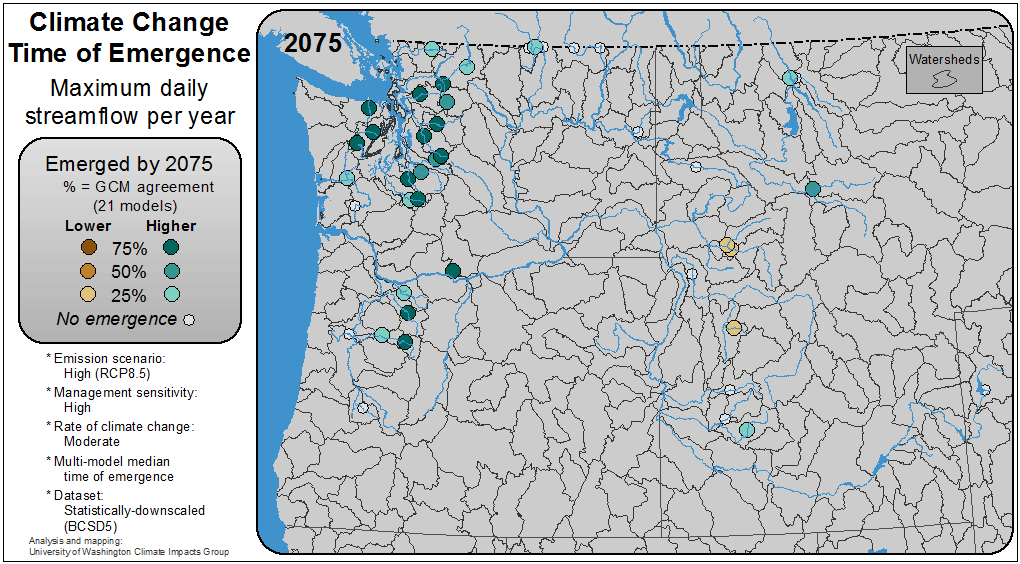 Climate Change
Time of Emergence
Maximum daily
streamflow per year
Emerged by 2075
% = GCM agreement
(21 models)
Lower Higher
75%
50%
25%
No emergence
* Emission scenario:
High (RCP8.5)
* Management sensitivity:
High
* Rate of climate change:
Moderate
* Multi-model median
time of emergence
* Dataset:
Statistically-downscaled
(BCSD5)
Analysis and mapping:
University of Washington Climate Impacts Group
2075
Watersheds